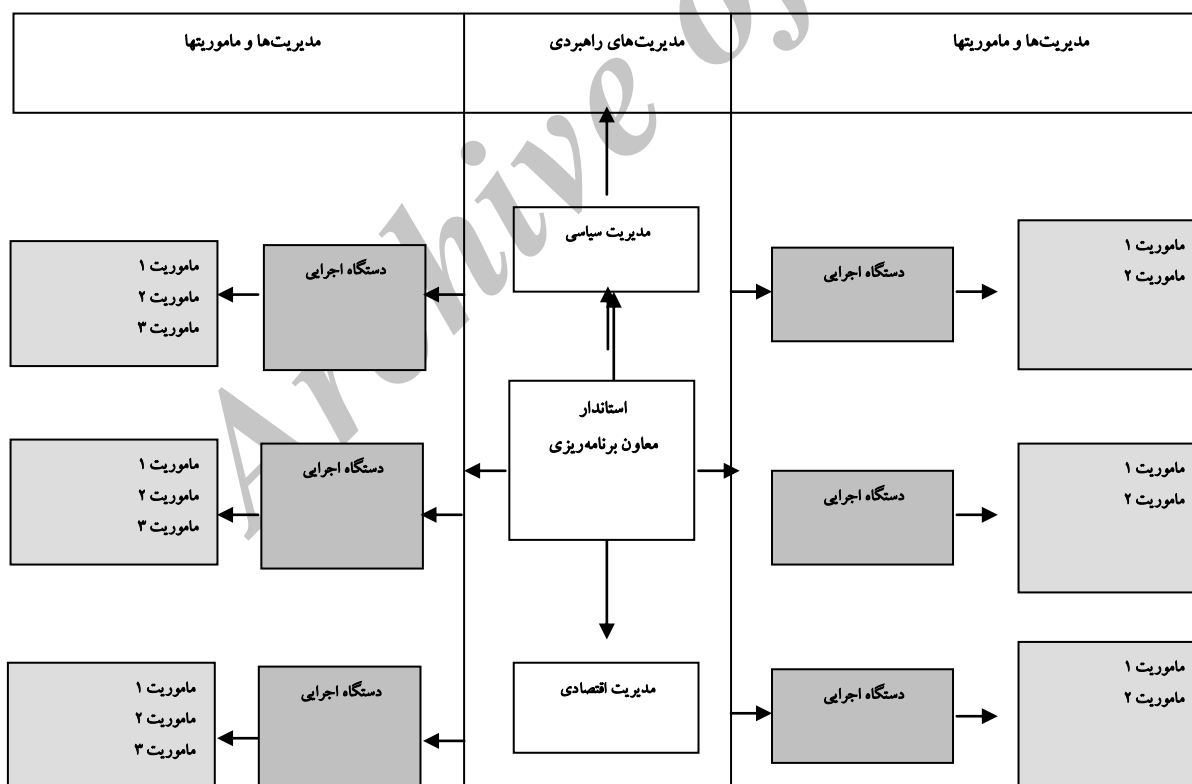 مدیریت‌ها و ماموریتها
مدیریت‌های راهبردی
مدیریت‌ها و ماموریتها
ماموریت ۱
ماموریت ۲
دستگاه اجرایی
مدیریت سیاسی
دستگاه اجرایی
ماموریت ۱
ماموریت ۲
ماموریت ۳
ماموریت ۱
ماموریت ۲
دستگاه اجرایی
استاندار
معاون برنامه‌ریزی
دستگاه اجرایی
ماموریت ۱
ماموریت ۲
ماموریت ۳
ماموریت ۱
ماموریت ۲
دستگاه اجرایی
مدیریت اقتصادی
دستگاه اجرایی
ماموریت ۱
ماموریت ۲
ماموریت ۳
Archive of